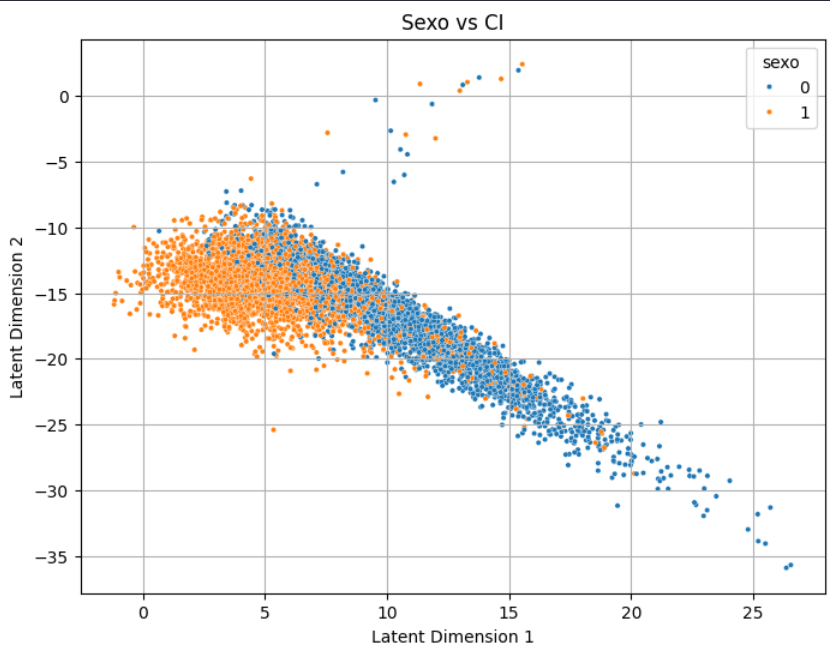 Sexo vs CI
sexo
0
1
0
−5
−10
−15
−20
−25
−30
−35
Latent Dimension 2
0 5 10 15 20 25
Latent Dimension 1